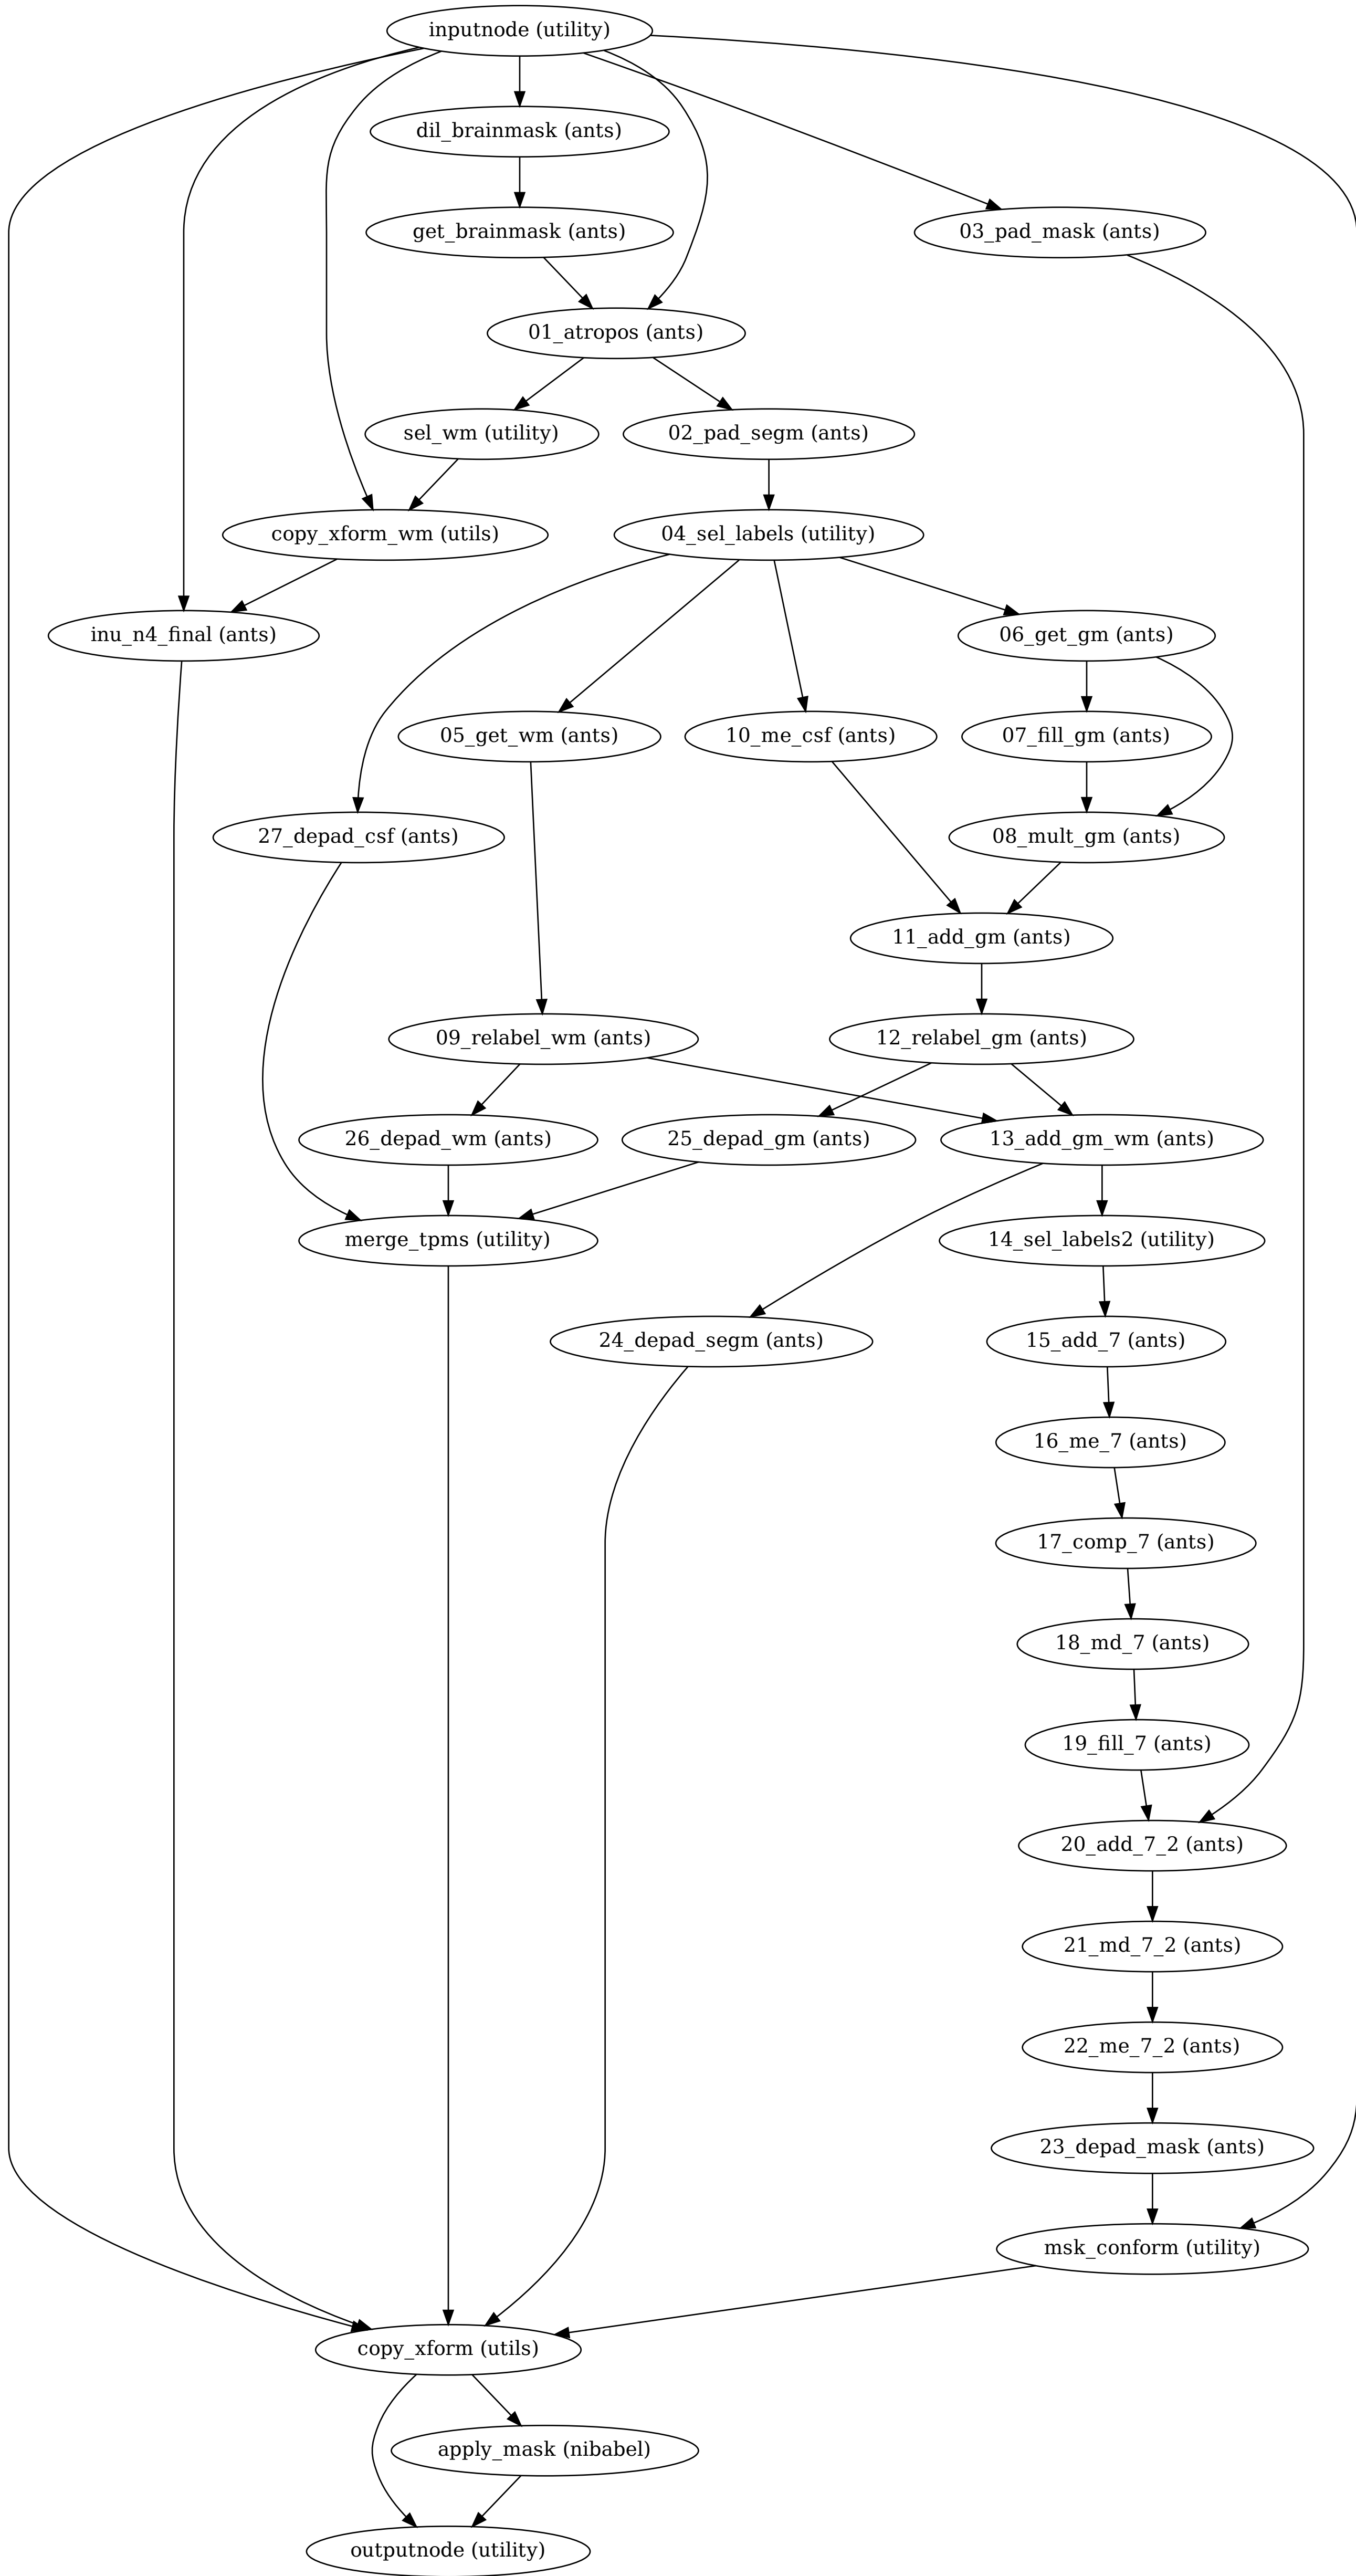 inputnode (utility)
dil_brainmask (ants)
get_brainmask (ants)
03_pad_mask (ants)
01_atropos (ants)
sel_wm (utility)
02_pad_segm (ants)
copy_xform_wm (utils)
04_sel_labels (utility)
inu_n4_final (ants)
06_get_gm (ants)
05_get_wm (ants)
10_me_csf (ants)
07_fill_gm (ants)
27_depad_csf (ants)
08_mult_gm (ants)
11_add_gm (ants)
09_relabel_wm (ants)
12_relabel_gm (ants)
26_depad_wm (ants)
25_depad_gm (ants)
13_add_gm_wm (ants)
merge_tpms (utility)
14_sel_labels2 (utility)
24_depad_segm (ants)
15_add_7 (ants)
16_me_7 (ants)
17_comp_7 (ants)
18_md_7 (ants)
19_fill_7 (ants)
20_add_7_2 (ants)
21_md_7_2 (ants)
22_me_7_2 (ants)
23_depad_mask (ants)
msk_conform (utility)
copy_xform (utils)
apply_mask (nibabel)
outputnode (utility)